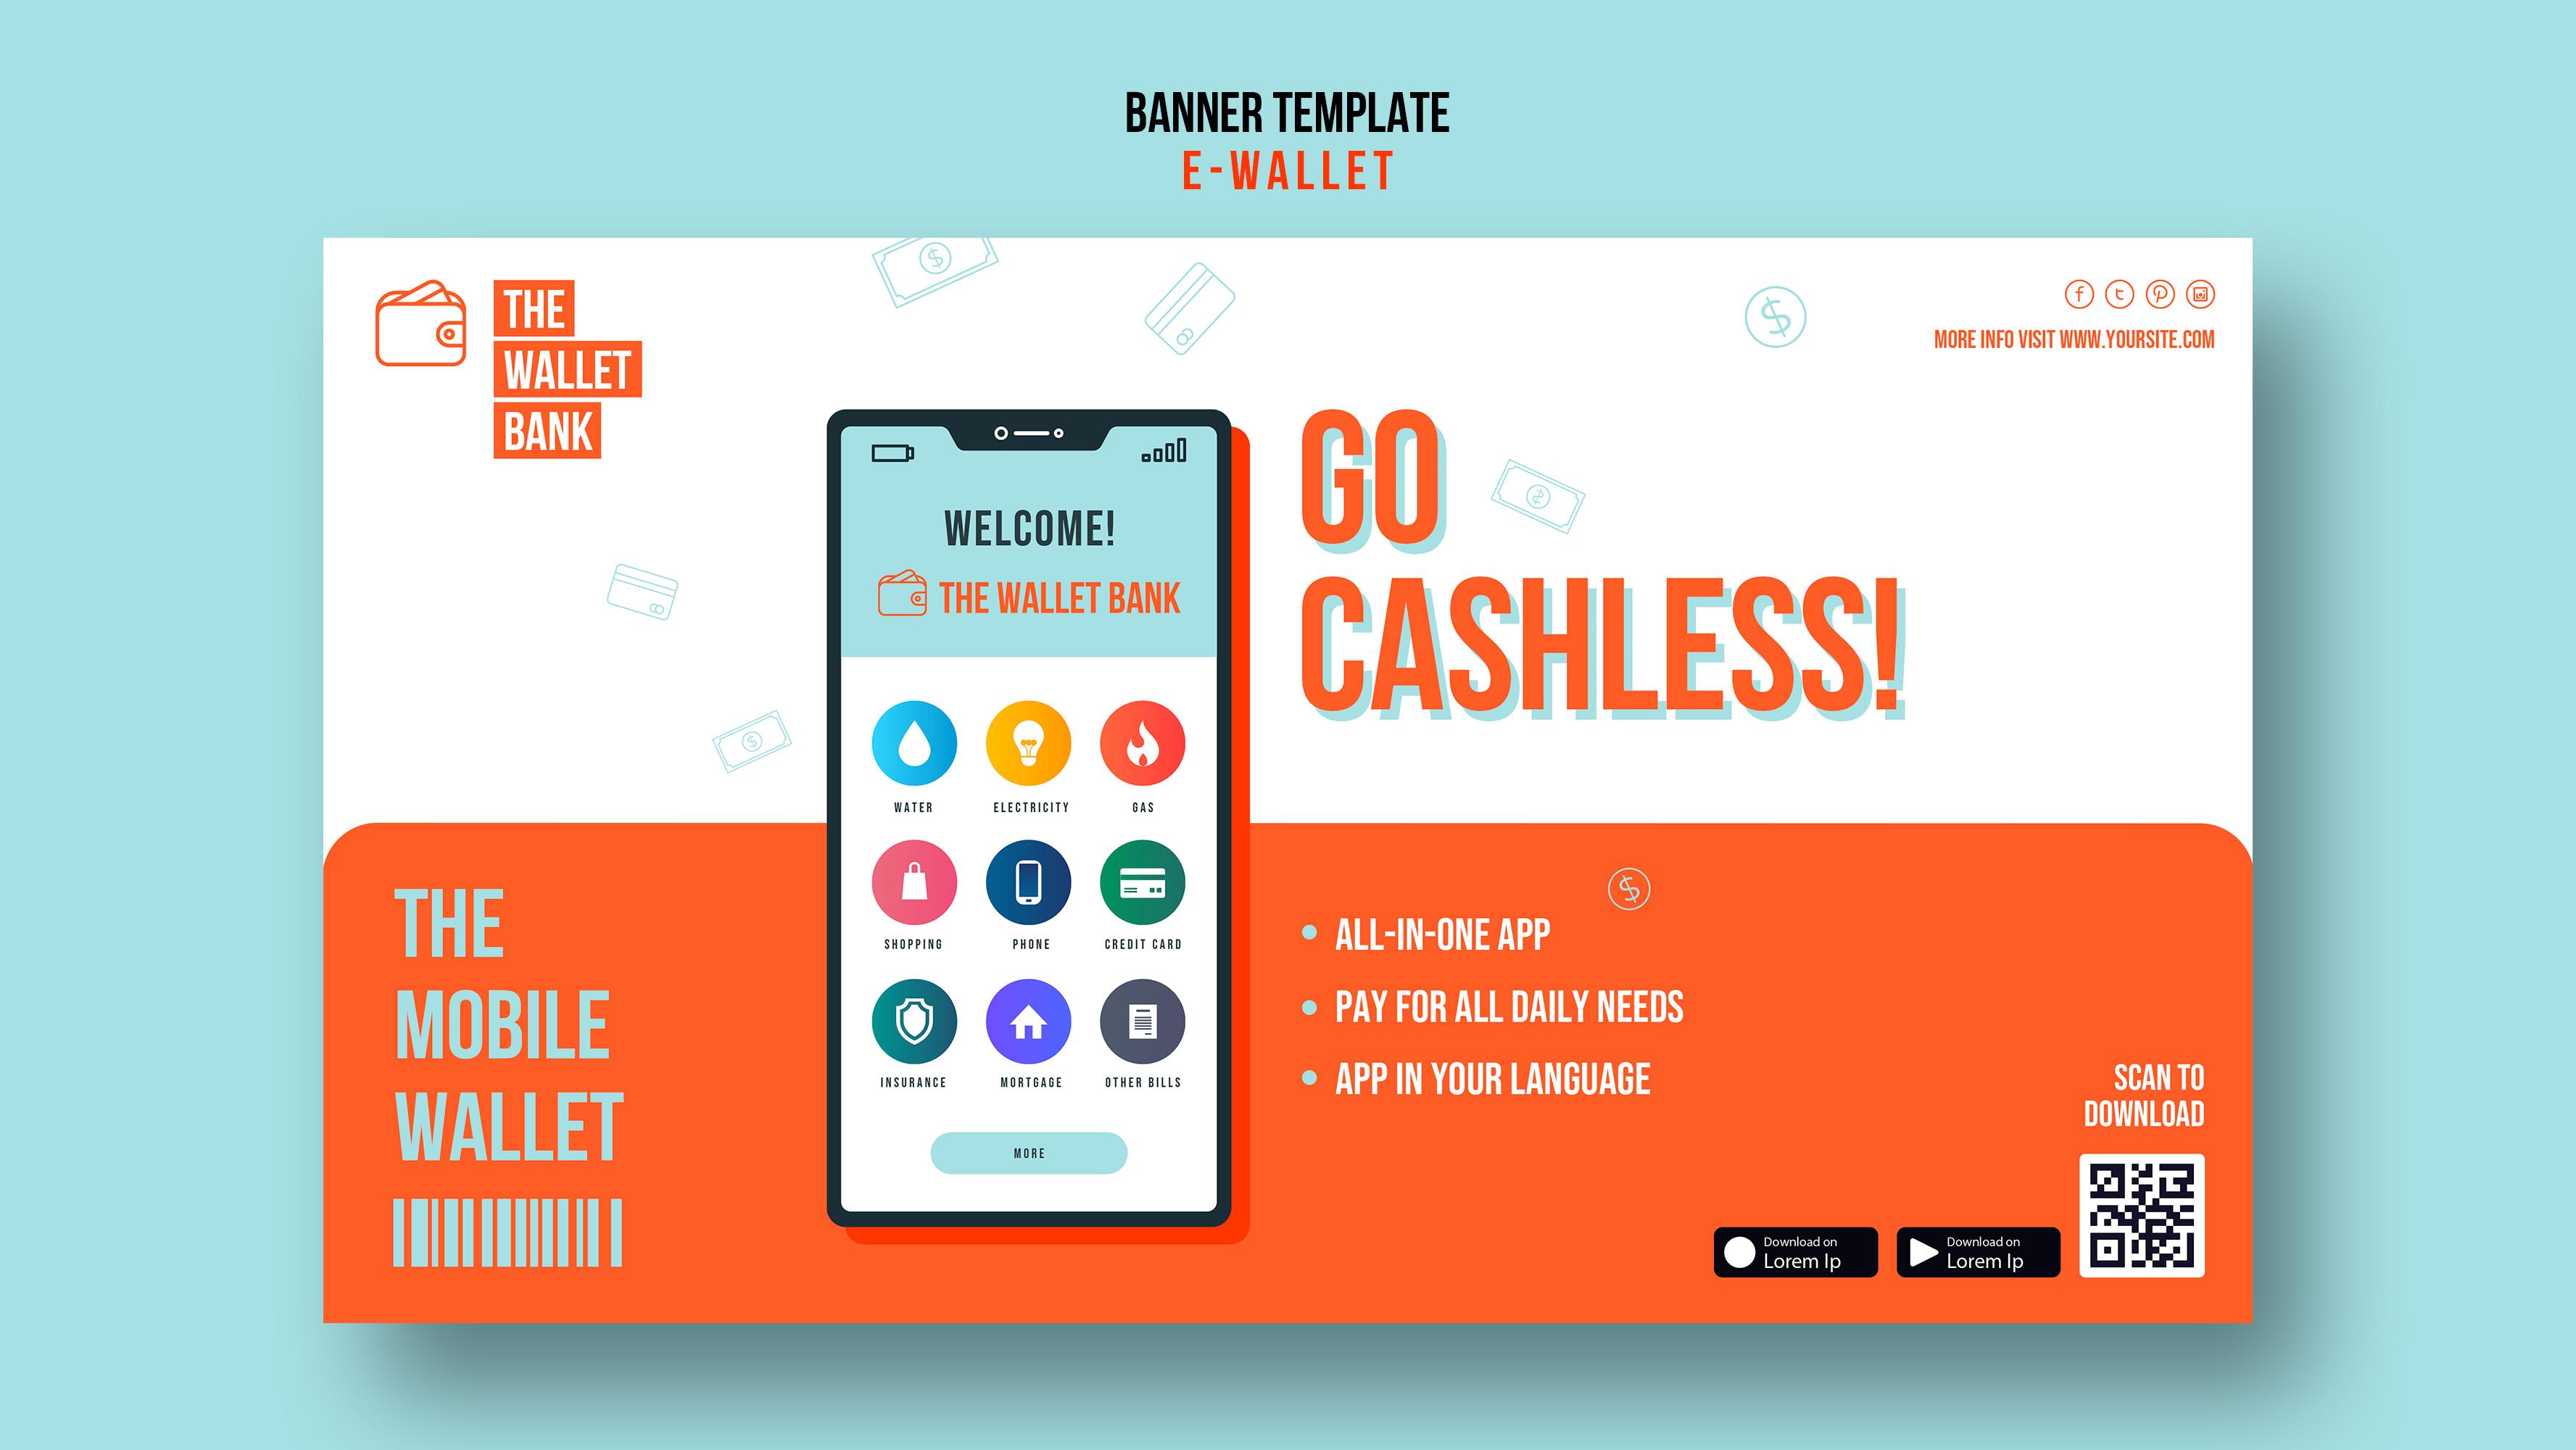 BANNER TEMPLATE
E-WALLET
THE
WALLET
BANK
MORE INFO VISIT WWW.YOURSITE.COM
WELCOME!
THE WALLET BANK
WATER
ELECTRICITY
GAS
SHOPPING
PHONE
CREDIT CARD
INSURANCE
MORTGAGE
OTHER BILLS
MORE
GO
CASHLESS!
THE
MOBILE
WALLET
ALL-IN-ONE APP
PAY FOR ALL DAILY NEEDS
APP IN YOUR LANGUAGE
SCAN TO
DOWNLOAD
Download on
Lorem Ip
Download on
Lorem Ip